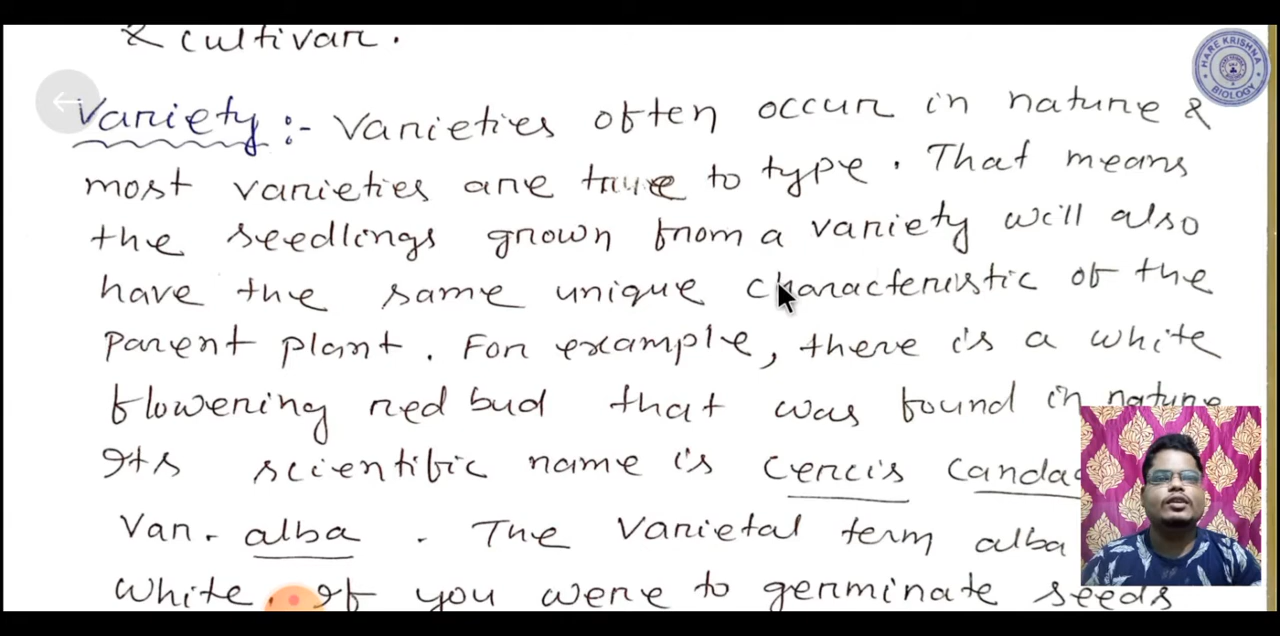 & cultivar.
HARE KRISHNA
BIOLOGY
Variety :- Varieties often occur in nature &
most varieties are true to type. That means
the seedlings grown from a variety will also
have the same unique characteristic of the
parent plant. For example, there is a white
flowering red bud that was found in nature
Its scientific name is Cercis
Var. alba. The varietal term alba
white. If you were to germinate seeds